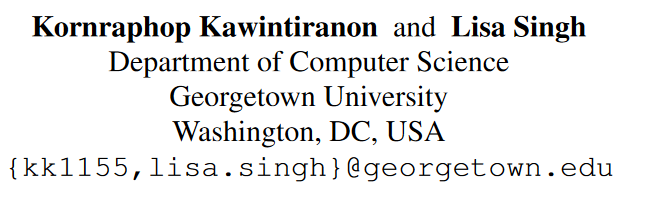 Kornraphop Kawintiranon and Lisa Singh
Department of Computer Science
Georgetown University
Washington, DC, USA
{kk1155,lisa.singh}@georgetown.edu